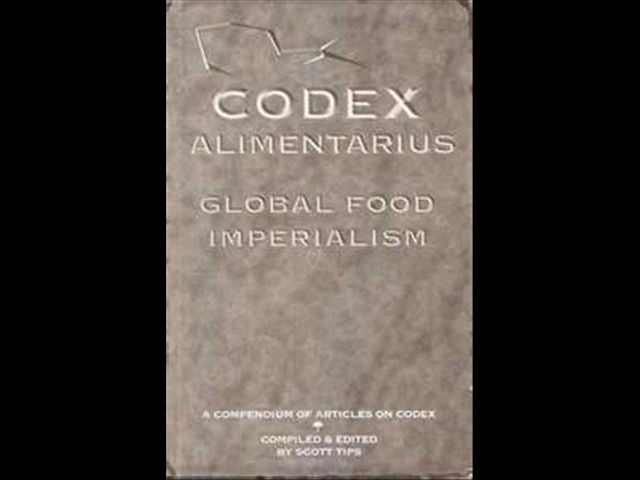 CODEX
ALIMENTARIUS
GLOBAL FOOD
IMPERIALISM
A COMPENDIUM OF ARTICLES ON CODEX
COMPILED & EDITED
BY SCOTT TIPS